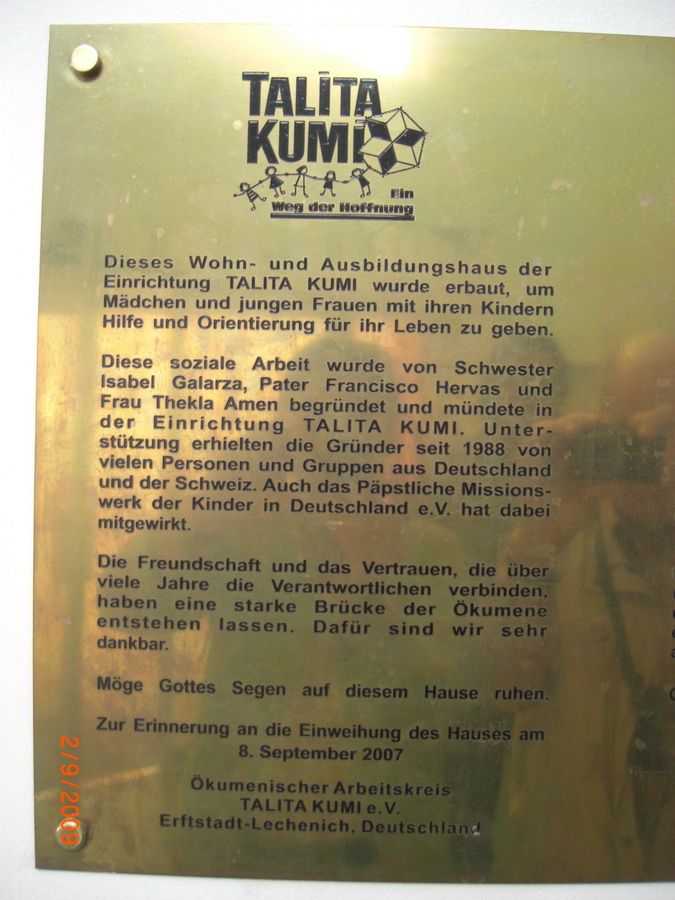 TALITA
KUMI
Ein
Weg der Hoffnung
Dieses Wohn- und Ausbildungshaus der
Einrichtung TALITA KUMI wurde erbaut, um
Mädchen und jungen Frauen mit ihren Kindern
Hilfe und Orientierung für ihr Leben zu geben.
Diese soziale Arbeit wurde von Schwester
Isabel Galarza, Pater Francisco Hervas und
Frau Thekla Amen begründet und mündete in
der Einrichtung TALITA KUMI. Unter-
stützung erhielten die Gründer seit 1988 von
vielen Personen und Gruppen aus Deutschland
und der Schweiz. Auch das Päpstliche Missions-
werk der Kinder in Deutschland e.V. hat dabei
mitgewirkt.
Die Freundschaft und das Vertrauen, die über
viele Jahre die Verantwortlichen verbinden,
haben eine starke Brücke der Ökumene
entstehen lassen. Dafür sind wir sehr
dankbar.
Möge Gottes Segen auf diesem Hause ruhen.
Zur Erinnerung an die Einweihung des Hauses am
8. September 2007
Ökumenischer Arbeitskreis
TALITA KUMI e.V.
Erftstadt-Lechenich, Deutschland
2/9/2009